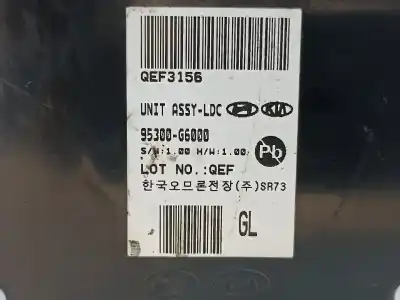 QEF3156
UNIT ASSY-LDC KIA
95300-G6000
S/W:1.00 H/W:1.00
Pb
LOT NO.:QEF
한국오므론전장(주)SR73
GL